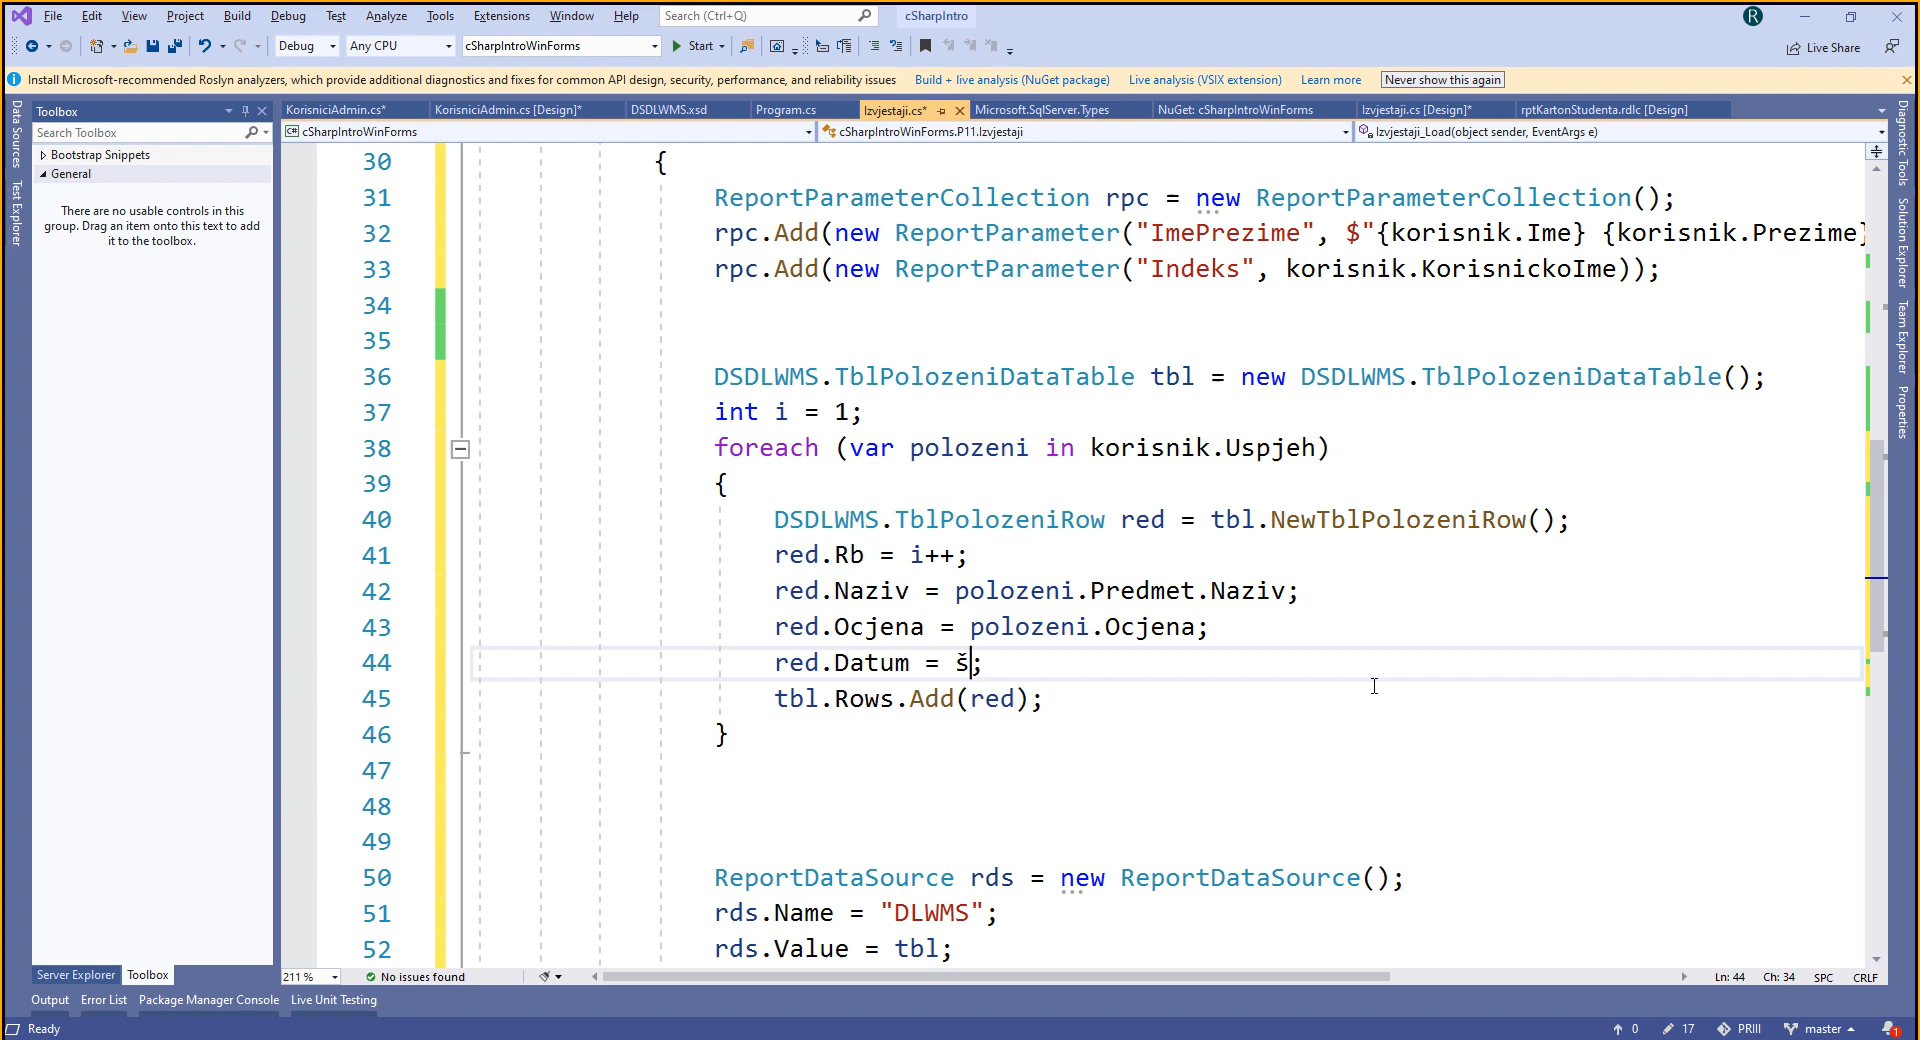 File Edit View Project Build Debug Test Analyze Tools Extensions Window Help Search (Ctrl+Q) cSharpIntro R
Debug Any CPU cSharpIntroWinForms Start Live Share
Install Microsoft-recommended Roslyn analyzers, which provide additional diagnostics and fixes for common API design, security, performance, and reliability issues Build + live analysis (NuGet package) Live analysis (VSIX extension) Learn more Never show this again
KorisniciAdmin.cs* KorisniciAdmin.cs [Design]* DSDLWMS.xsd Program.cs Izvjestaji.cs* Microsoft.SqlServer.Types NuGet: cSharpIntroWinForms Izvjestaji.cs [Design]* rptKartonStudenta.rdlc [Design]
cSharpIntroWinForms cSharpIntroWinForms.P11.Izvjestaji Izvjestaji_Load(object sender, EventArgs e)
Data Sources
Test Explorer
Toolbox
Search Toolbox
Bootstrap Snippets
General
There are no usable controls in this
group. Drag an item onto this text to add
it to the toolbox.
30 {
31 ReportParameterCollection rpc = new ReportParameterCollection();
32 rpc.Add(new ReportParameter("ImePrezime", $"{korisnik.Ime} {korisnik.Prezime}
33 rpc.Add(new ReportParameter("Indeks", korisnik.KorisnickoIme));
34
35
36 DSDLWMS.TblPolozeniDataTable tbl = new DSDLWMS.TblPolozeniDataTable();
37 int i = 1;
38 foreach (var polozeni in korisnik.Uspjeh)
39 {
40 DSDLWMS.TblPolozeniRow red = tbl.NewTblPolozeniRow();
41 red.Rb = i++;
42 red.Naziv = polozeni.Predmet.Naziv;
43 red.Ocjena = polozeni.Ocjena;
44 red.Datum = š;
45 tbl.Rows.Add(red);
46 }
47
48
49
50 ReportDataSource rds = new ReportDataSource();
51 rds.Name = "DLWMS";
52 rds.Value = tbl;
Diagnostic Tools
Solution Explorer
Team Explorer
Properties
Server Explorer Toolbox
211 % No issues found Ln: 44 Ch: 34 SPC CRLF
Output Error List Package Manager Console Live Unit Testing
Ready 0 17 PRIII master 1